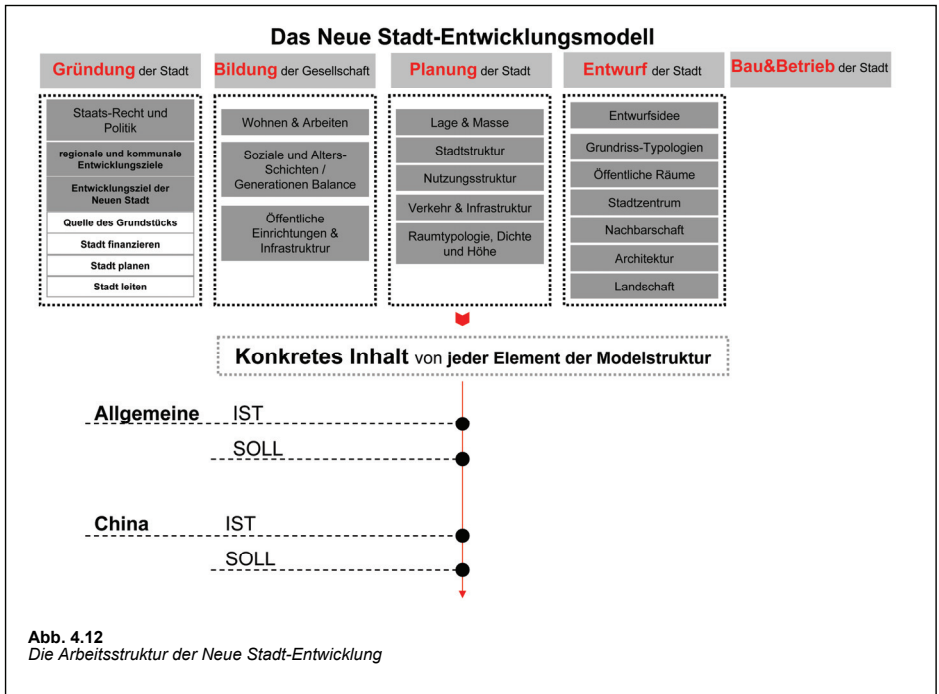 Das Neue Stadt-Entwicklungsmodell
Gründung der Stadt
Bildung der Gesellschaft
Planung der Stadt
Entwurf der Stadt
Bau&Betrieb der Stadt
Staats-Recht und
Politik
regionale und kommunale
Entwicklungsziele
Entwicklungsziel der
Neuen Stadt
Quelle des Grundstücks
Stadt finanzieren
Stadt planen
Stadt leiten
Wohnen & Arbeiten
Soziale und Alters-
Schichten /
Generationen Balance
Öffentliche
Einrichtungen &
Infrastruktrur
Lage & Masse
Stadtstruktur
Nutzungsstruktur
Verkehr & Infrastruktur
Raumtypologie, Dichte
und Höhe
Entwurfsidee
Grundriss-Typologien
Öffentliche Räume
Stadtzentrum
Nachbarschaft
Architektur
Landschaft
Konkretes Inhalt von jeder Element der Modelstruktur
Allgemeine IST
SOLL
China IST
SOLL
Abb. 4.12
Die Arbeitsstruktur der Neue Stadt-Entwicklung